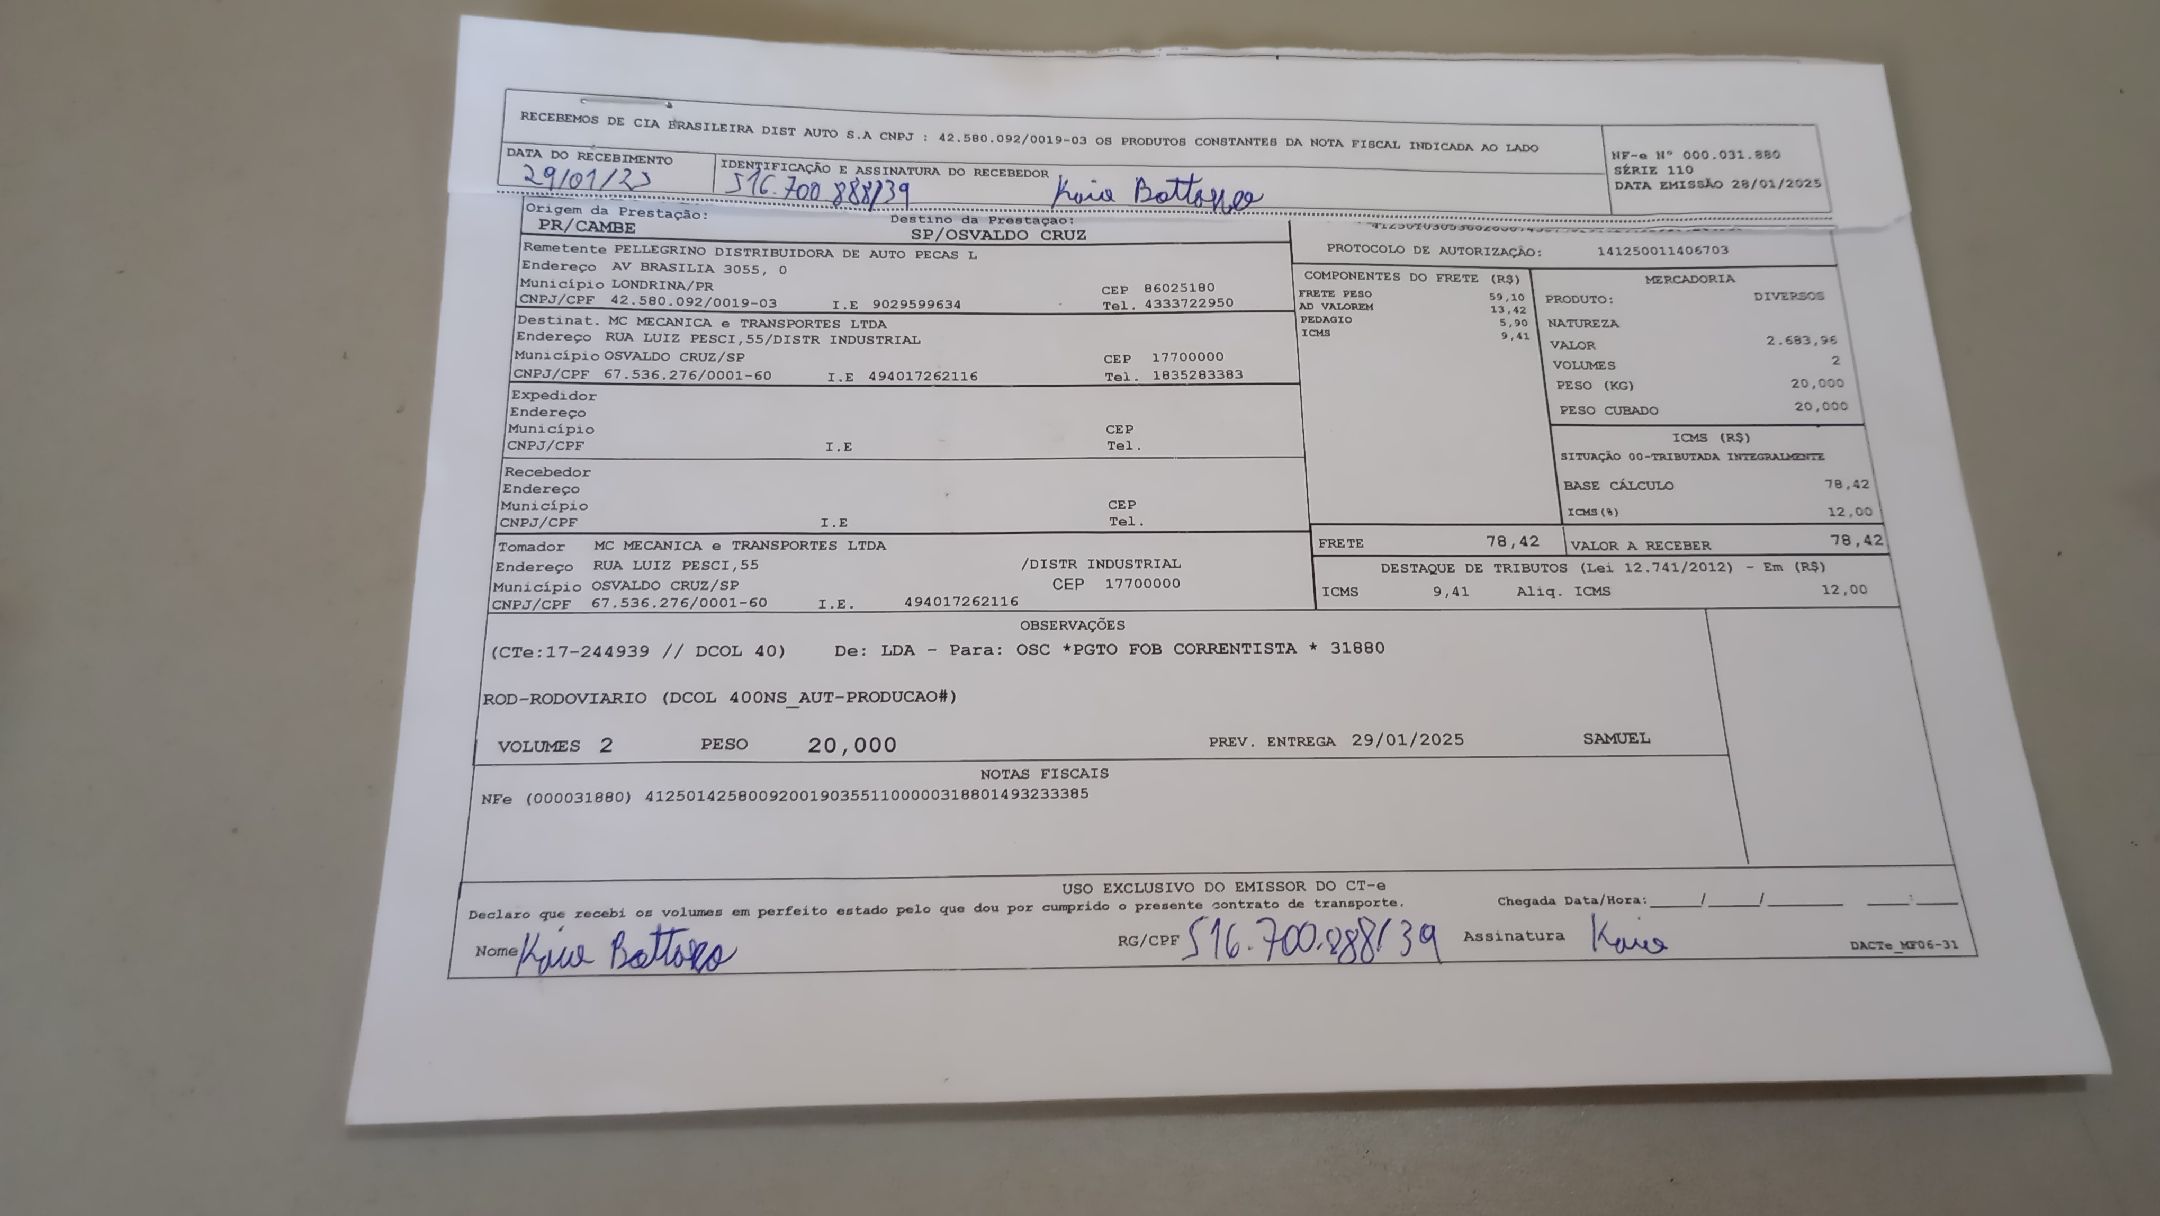 RECEBEMOS DE CIA BRASILEIRA DIST AUTO S.A CNPJ : 42.580.092/0019-03 OS PRODUTOS CONSTANTES DA NOTA FISCAL INDICADA AO LADO
NF-e Nº 000.031.880
SÉRIE 110
DATA EMISSÃO 28/01/2025
DATA DO RECEBIMENTO
29/01/25
IDENTIFICAÇÃO E ASSINATURA DO RECEBEDOR
516.700.888/39
Origem da Prestação:
PR/CAMBE
Destino da Prestação:
SP/OSVALDO CRUZ
PROTOCOLO DE AUTORIZAÇÃO: 141250011406703
Remetente PELLEGRINO DISTRIBUIDORA DE AUTO PECAS L
Endereço AV BRASILIA 3055, 0
Município LONDRINA/PR CEP 86025180
CNPJ/CPF 42.580.092/0019-03 I.E 9029599634 Tel. 4333722950
Destinat. MC MECANICA e TRANSPORTES LTDA
Endereço RUA LUIZ PESCI,55/DISTR INDUSTRIAL
Município OSVALDO CRUZ/SP CEP 17700000
CNPJ/CPF 67.536.276/0001-60 I.E 494017262116 Tel. 1835283383
Expedidor
Endereço
Município CEP
CNPJ/CPF I.E Tel.
Recebedor
Endereço
Município CEP
CNPJ/CPF I.E Tel.
Tomador MC MECANICA e TRANSPORTES LTDA
Endereço RUA LUIZ PESCI,55 /DISTR INDUSTRIAL
Município OSVALDO CRUZ/SP CEP 17700000
CNPJ/CPF 67.536.276/0001-60 I.E. 494017262116
COMPONENTES DO FRETE (R$)
FRETE PESO 59,10
AD VALOREM 13,42
PEDAGIO 5,90
ICMS 9,41
MERCADORIA
PRODUTO: DIVERSOS
NATUREZA
VALOR 2.683,96
VOLUMES 2
PESO (KG) 20,000
PESO CUBADO 20,000
ICMS (R$)
SITUAÇÃO 00-TRIBUTADA INTEGRALMENTE
BASE CÁLCULO 78,42
ICMS(%) 12,00
FRETE 78,42 VALOR A RECEBER 78,42
DESTAQUE DE TRIBUTOS (Lei 12.741/2012) - Em (R$)
ICMS 9,41 Aliq. ICMS 12,00
OBSERVAÇÕES
(CTe:17-244939 // DCOL 40) De: LDA - Para: OSC *PGTO FOB CORRENTISTA * 31880
ROD-RODOVIARIO (DCOL 400NS_AUT-PRODUCAO#)
VOLUMES 2 PESO 20,000 PREV. ENTREGA 29/01/2025 SAMUEL
NOTAS FISCAIS
NFe (000031880) 41250142580092001903551100000318801493233385
USO EXCLUSIVO DO EMISSOR DO CT-e
Declaro que recebi os volumes em perfeito estado pelo que dou por cumprido o presente contrato de transporte. Chegada Data/Hora:____/____/______ ___:___
Nome RG/CPF 516.700.888/39 Assinatura
DACTe_MF06-31